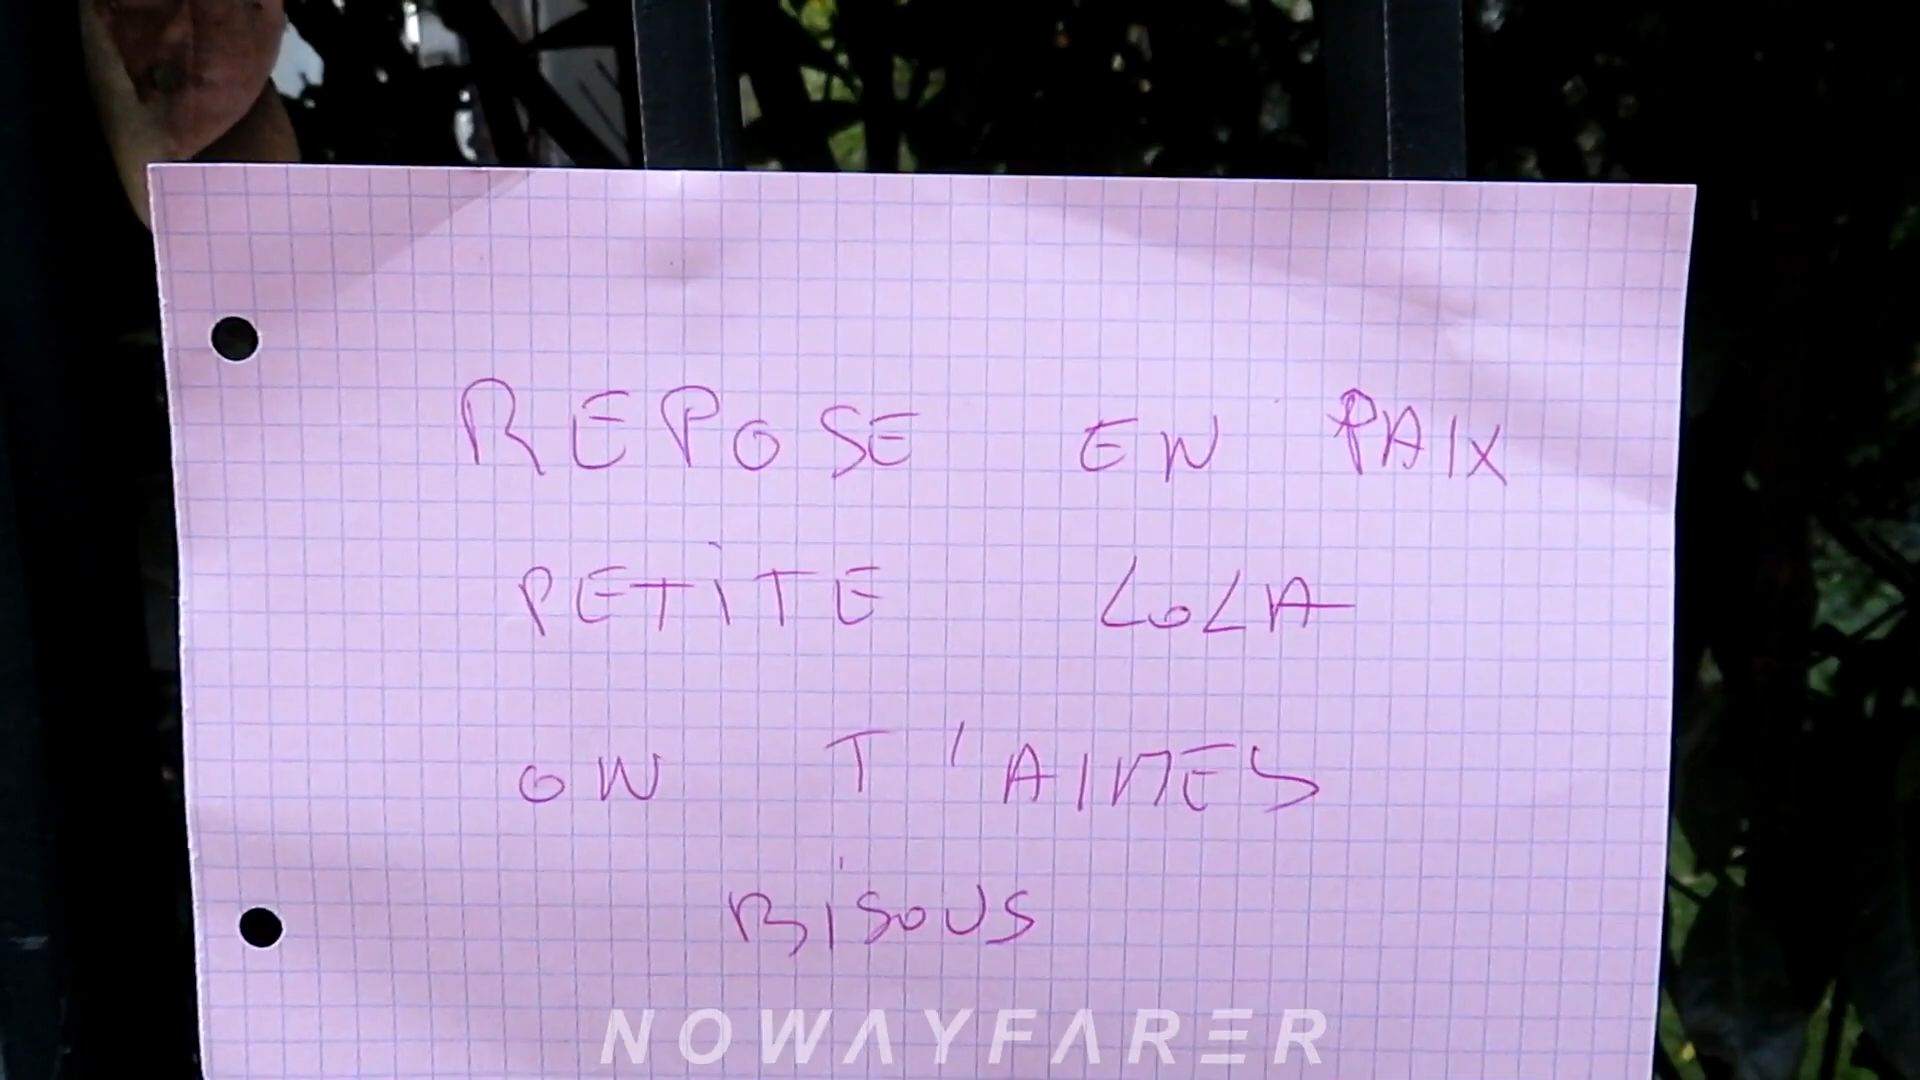 REPOSE EN PAIX
PETITE LOLA
ON T'AIMES
BISOUS
NOWAYFARER